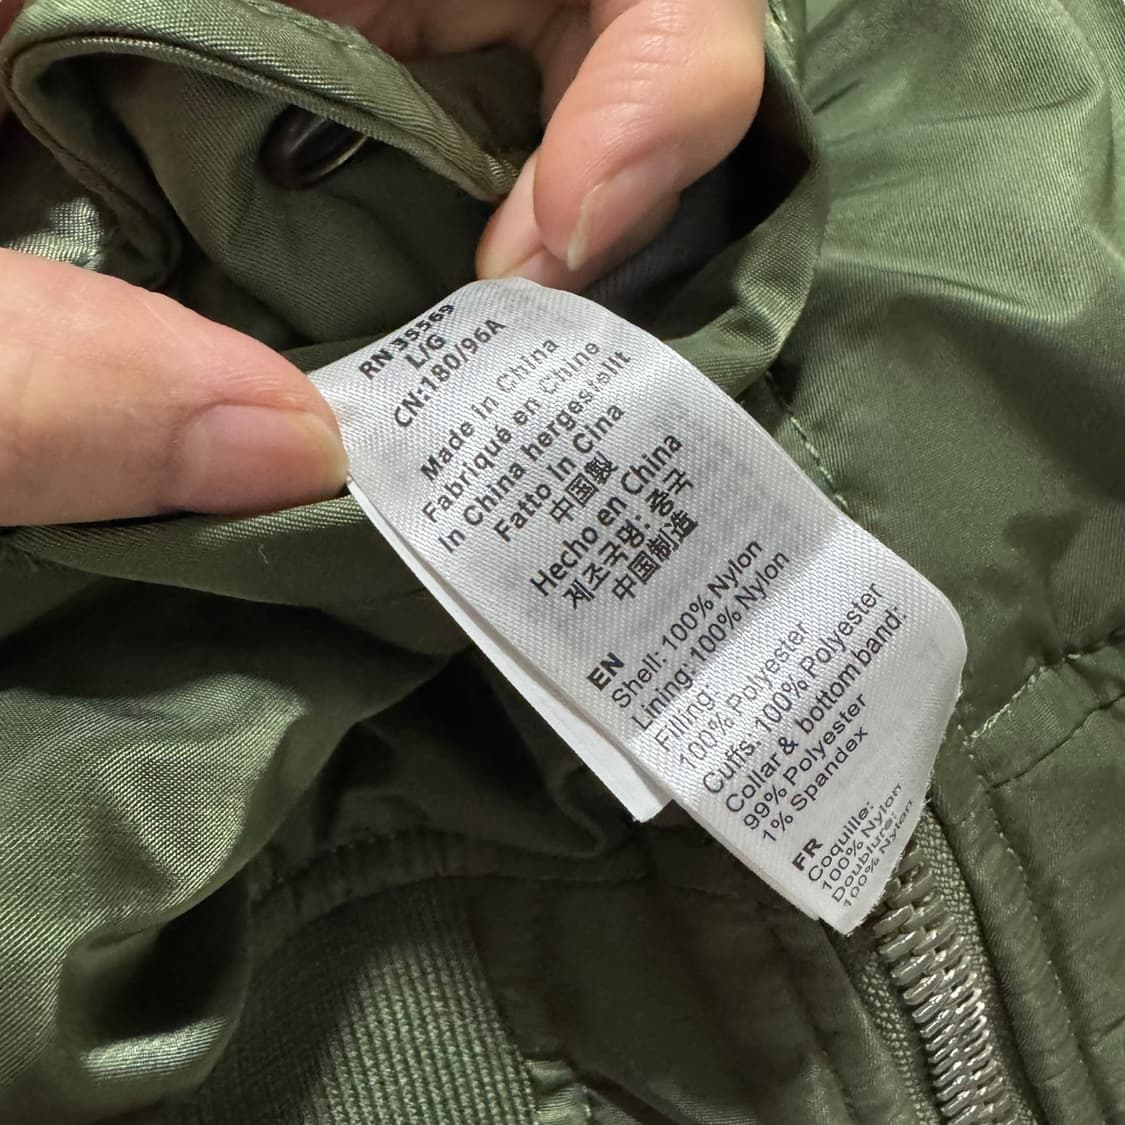 RN 35569
L/G
CN:180/96A
Made in China
Fabriqué en Chine
In China hergestellt
Fatto In Cina
中国製
Hecho en China
제조국명: 중국
中国制造
EN
Shell: 100% Nylon
Lining: 100% Nylon
Filling:
100% Polyester
Cuffs: 100% Polyester
Collar & bottom band:
99% Polyester
1% Spandex
FR
Coquille:
100% Nylon
Doublure:
100% Nylon